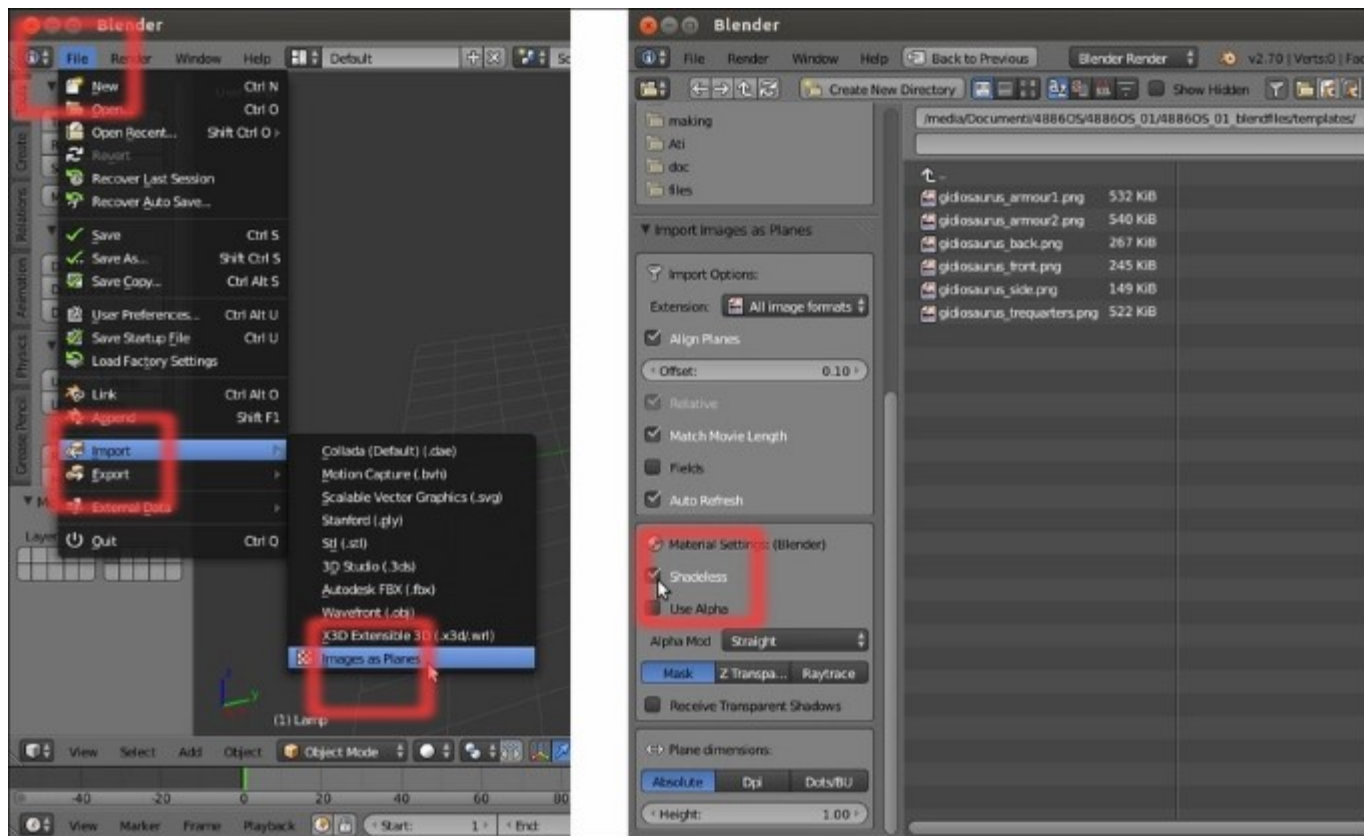 Blender
File Render Window Help Default
New Ctrl N
Open... Ctrl O
Open Recent... Shift Ctrl O
Revert
Recover Last Session
Recover Auto Save...
Save Ctrl S
Save As... Shift Ctrl S
Save Copy... Ctrl Alt S
User Preferences... Ctrl Alt U
Save Startup File Ctrl U
Load Factory Settings
Link Ctrl Alt O
Append Shift F1
Import
Export
External Data
Quit Ctrl Q
Create
Relations
Animation
Physics
Grease Pencil
Collada (Default) (.dae)
Motion Capture (.bvh)
Scalable Vector Graphics (.svg)
Stanford (.ply)
Stl (.stl)
3D Studio (.3ds)
Autodesk FBX (.fbx)
Wavefront (.obj)
X3D Extensible 3D (.x3d/.wrl)
Images as Planes
z
y
(1) Lamp
View Select Add Object Object Mode
-40 -20 0 20 40 60 80
View Marker Frame Playback Start: 1 End:
Blender
File Render Window Help Back to Previous Blender Render v2.70 | Verts:0 |
Create New Directory Show Hidden
making
Ati
doc
files
/media/Documenti/4886OS/4886OS_01/4886OS_01_blendfiles/templates/
..
gidiosaurus_armour1.png 532 KiB
gidiosaurus_armour2.png 540 KiB
gidiosaurus_back.png 267 KiB
gidiosaurus_front.png 245 KiB
gidiosaurus_side.png 149 KiB
gidiosaurus_trequarters.png 522 KiB
Import Images as Planes
Import Options:
Extension: All image formats
Align Planes
Offset: 0.10
Relative
Match Movie Length
Fields
Auto Refresh
Material Settings: (Blender)
Shadeless
Use Alpha
Alpha Mod Straight
Mask Z Transpa... Raytrace
Receive Transparent Shadows
Plane dimensions:
Absolute Dpi Dots/BU
Height: 1.00